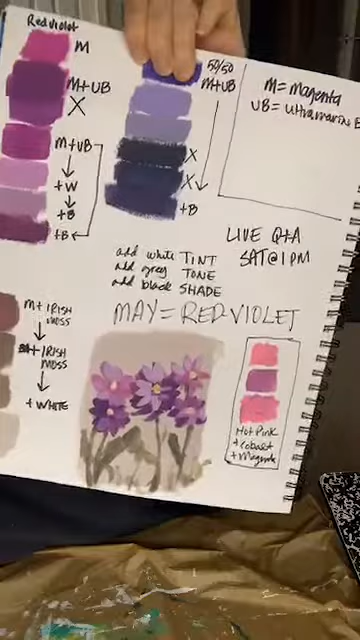 Red violet
M
M+UB
X
M+UB
+W
+B
+B
50/50
M+UB
X
X
+B
M= Magenta
UB= Ultramarine B
LIVE Q+A
SAT@1PM
add white TINT
add grey TONE
add black SHADE
MAY= RED VIOLET
M+IRISH
MOSS
+IRISH
MOSS
+WHITE
Hot Pink
+Cobalt
+Magenta